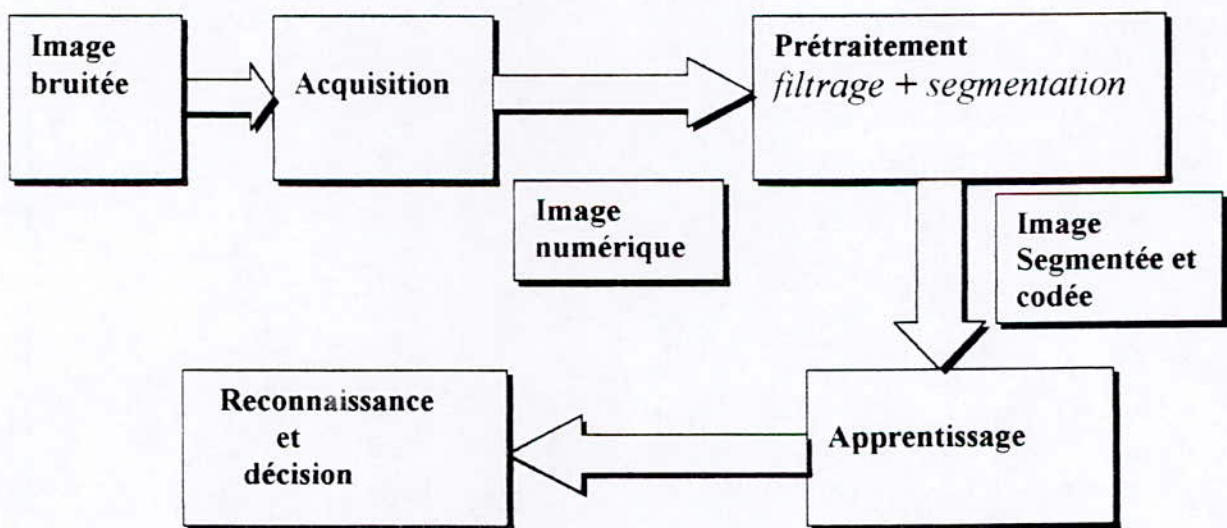 Image
bruitée
Acquisition
Prétraitement
filtrage + segmentation
Image
numérique
Image
Segmentée et
codée
Apprentissage
Reconnaissance
et
décision